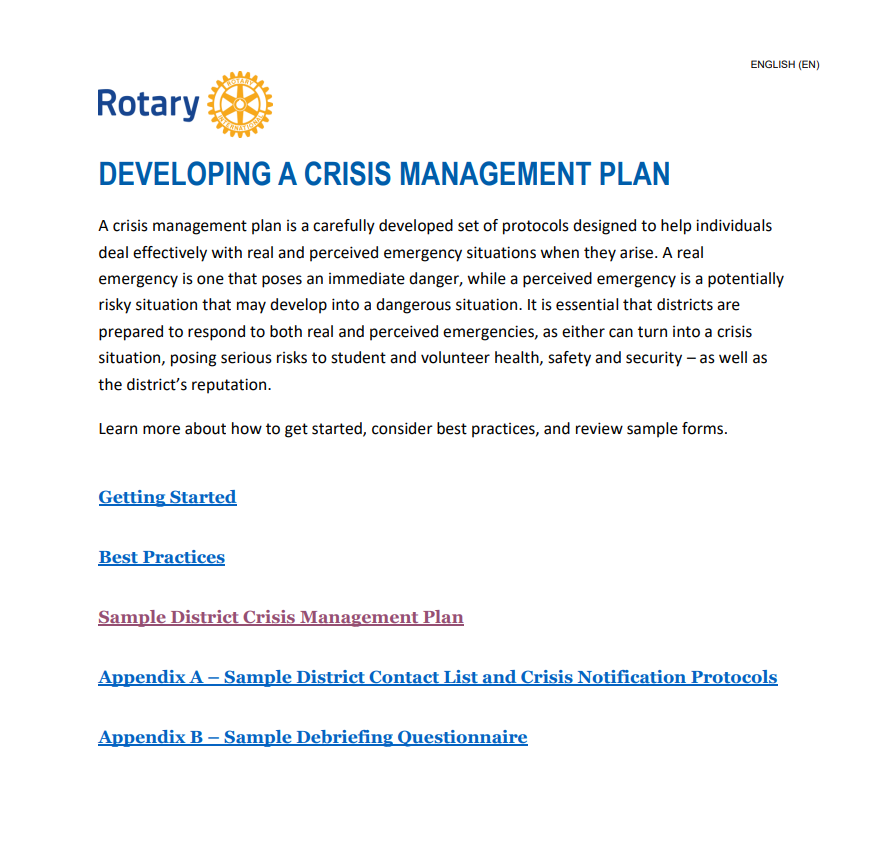 ENGLISH (EN)
Rotary
ROTARY
INTERNATIONAL
DEVELOPING A CRISIS MANAGEMENT PLAN
A crisis management plan is a carefully developed set of protocols designed to help individuals
deal effectively with real and perceived emergency situations when they arise. A real
emergency is one that poses an immediate danger, while a perceived emergency is a potentially
risky situation that may develop into a dangerous situation. It is essential that districts are
prepared to respond to both real and perceived emergencies, as either can turn into a crisis
situation, posing serious risks to student and volunteer health, safety and security – as well as
the district’s reputation.
Learn more about how to get started, consider best practices, and review sample forms.
Getting Started
Best Practices
Sample District Crisis Management Plan
Appendix A – Sample District Contact List and Crisis Notification Protocols
Appendix B – Sample Debriefing Questionnaire